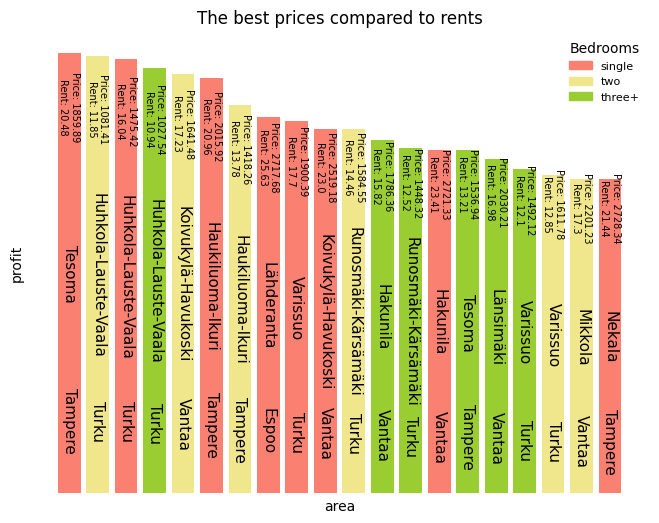 The best prices compared to rents
Bedrooms
single
two
three+
Price: 1859.89
Rent: 20.48
Tesoma
Tampere
Price: 1081.41
Rent: 11.85
Huhkola-Lauste-Vaala
Turku
Price: 1475.42
Rent: 16.04
Huhkola-Lauste-Vaala
Turku
Price: 1027.54
Rent: 10.94
Huhkola-Lauste-Vaala
Turku
Price: 1641.48
Rent: 17.23
Koivukylä-Havukoski
Vantaa
Price: 2015.92
Rent: 20.96
Haukiluoma-Ikuri
Tampere
Price: 1418.26
Rent: 13.78
Haukiluoma-Ikuri
Tampere
Price: 2717.68
Rent: 25.63
Lähderanta
Espoo
Price: 1900.39
Rent: 17.7
Varissuo
Turku
Price: 2519.18
Rent: 23.0
Koivukylä-Havukoski
Vantaa
Price: 1584.55
Rent: 14.46
Runosmäki-Kärsämäki
Turku
Price: 1786.36
Rent: 15.82
Hakunila
Vantaa
Price: 1448.32
Rent: 12.52
Runosmäki-Kärsämäki
Turku
Price: 2721.33
Rent: 23.41
Hakunila
Vantaa
Price: 1536.94
Rent: 13.21
Tesoma
Tampere
Price: 2030.21
Rent: 16.98
Länsimäki
Vantaa
Price: 1492.12
Rent: 12.1
Varissuo
Turku
Price: 1611.78
Rent: 12.85
Varissuo
Turku
Price: 2201.23
Rent: 17.3
Mikkola
Vantaa
Price: 2728.34
Rent: 21.44
Nekala
Tampere
profit
area